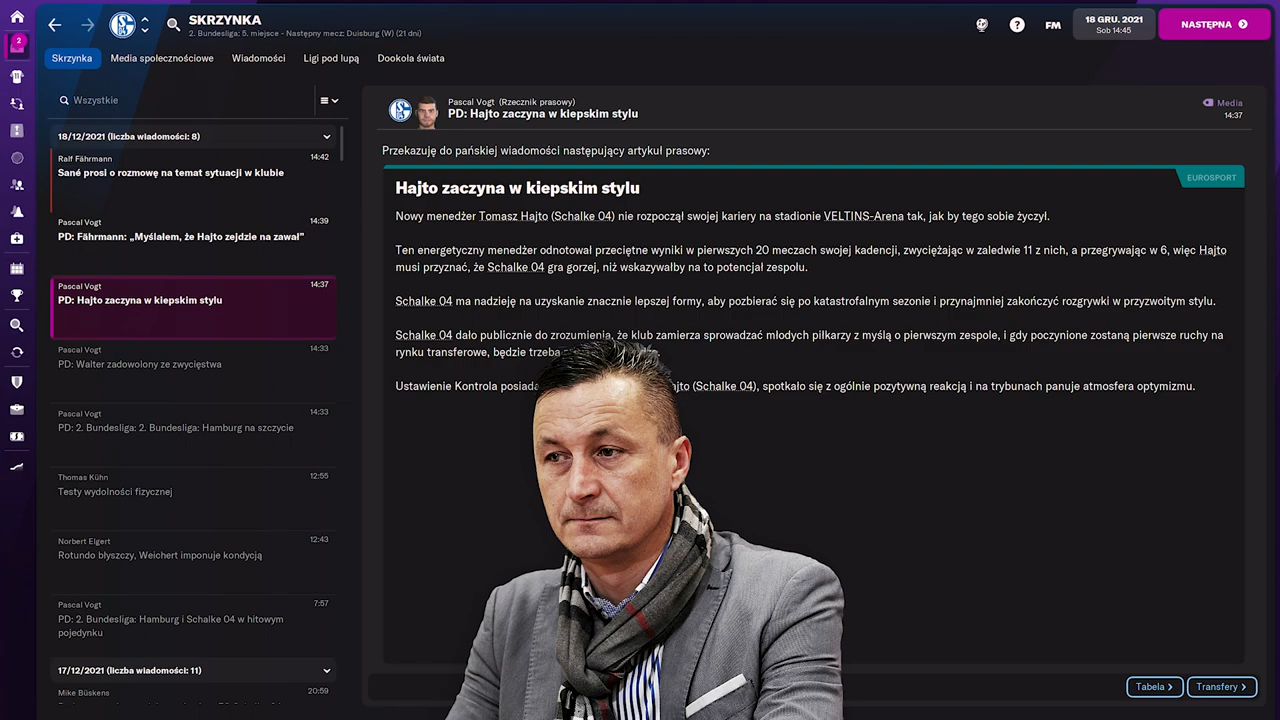 SKRZYNKA
2. Bundesliga: 5. miejsce - Następny mecz: Duisburg (W) (21 dni)
FM
18 GRU. 2021
Sob 14:45
NASTĘPNA
2
Skrzynka
Media społecznościowe
Wiadomości
Ligi pod lupą
Dookoła świata
Wszystkie
18/12/2021 (liczba wiadomości: 8)
Ralf Fährmann 14:42
Sané prosi o rozmowę na temat sytuacji w klubie
Pascal Vogt 14:39
PD: Fährmann: „Myślałem, że Hajto zejdzie na zawał”
Pascal Vogt 14:37
PD: Hajto zaczyna w kiepskim stylu
Pascal Vogt 14:33
PD: Walter zadowolony ze zwycięstwa
Pascal Vogt 14:33
PD: 2. Bundesliga: 2. Bundesliga: Hamburg na szczycie
Thomas Kühn 12:55
Testy wydolności fizycznej
Norbert Elgert 12:43
Rotundo błyszczy, Weichert imponuje kondycją
Pascal Vogt 7:57
PD: 2. Bundesliga: Hamburg i Schalke 04 w hitowym
pojedynku
17/12/2021 (liczba wiadomości: 11)
Mike Büskens 20:59
Pascal Vogt (Rzecznik prasowy)
PD: Hajto zaczyna w kiepskim stylu
Media
14:37
Przekazuję do pańskiej wiadomości następujący artykuł prasowy:
EUROSPORT
Hajto zaczyna w kiepskim stylu
Nowy menedżer Tomasz Hajto (Schalke 04) nie rozpoczął swojej kariery na stadionie VELTINS-Arena tak, jak by tego sobie życzył.
Ten energetyczny menedżer odnotował przeciętne wyniki w pierwszych 20 meczach swojej kadencji, zwyciężając w zaledwie 11 z nich, a przegrywając w 6, więc Hajto
musi przyznać, że Schalke 04 gra gorzej, niż wskazywałby na to potencjał zespołu.
Schalke 04 ma nadzieję na uzyskanie znacznie lepszej formy, aby pozbierać się po katastrofalnym sezonie i przynajmniej zakończyć rozgrywki w przyzwoitym stylu.
Schalke 04 dało publicznie do zrozumienia, że klub zamierza sprowadzać młodych piłkarzy z myślą o pierwszym zespole, i gdy poczynione zostaną pierwsze ruchy na
rynku transferowe, będzie trzeba
Ustawienie Kontrola (Schalke 04), spotkało się z ogólnie pozytywną reakcją i na trybunach panuje atmosfera optymizmu.
Tabela
Transfery